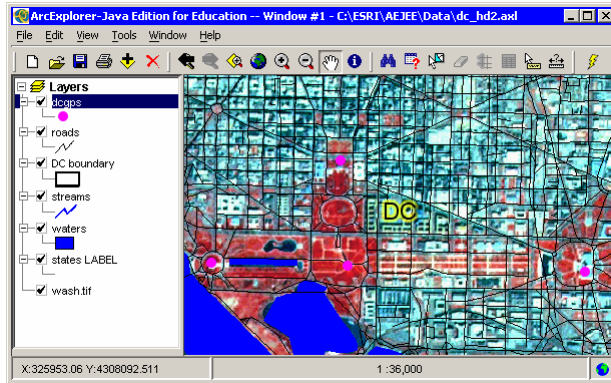 ArcExplorer-Java Edition for Education -- Window #1 - C:\ESRI\AEJEE\Data\dc_hd2.axl
File Edit View Tools Window Help
Layers
dcgps
roads
DC boundary
streams
waters
states LABEL
wash.tif
DC
X:325953.06 Y:4308092.511 1 :36,000